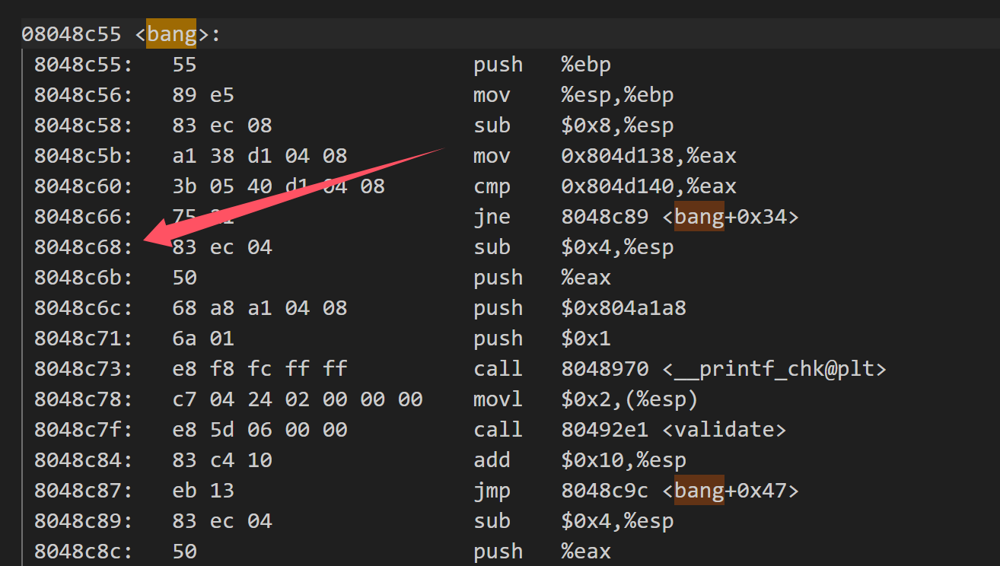 08048c55 <bang>:
8048c55: 55 push %ebp
8048c56: 89 e5 mov %esp,%ebp
8048c58: 83 ec 08 sub $0x8,%esp
8048c5b: a1 38 d1 04 08 mov 0x804d138,%eax
8048c60: 3b 05 40 d1 04 08 cmp 0x804d140,%eax
8048c66: 75 21 jne 8048c89 <bang+0x34>
8048c68: 83 ec 04 sub $0x4,%esp
8048c6b: 50 push %eax
8048c6c: 68 a8 a1 04 08 push $0x804a1a8
8048c71: 6a 01 push $0x1
8048c73: e8 f8 fc ff ff call 8048970 <__printf_chk@plt>
8048c78: c7 04 24 02 00 00 00 movl $0x2,(%esp)
8048c7f: e8 5d 06 00 00 call 80492e1 <validate>
8048c84: 83 c4 10 add $0x10,%esp
8048c87: eb 13 jmp 8048c9c <bang+0x47>
8048c89: 83 ec 04 sub $0x4,%esp
8048c8c: 50 push %eax